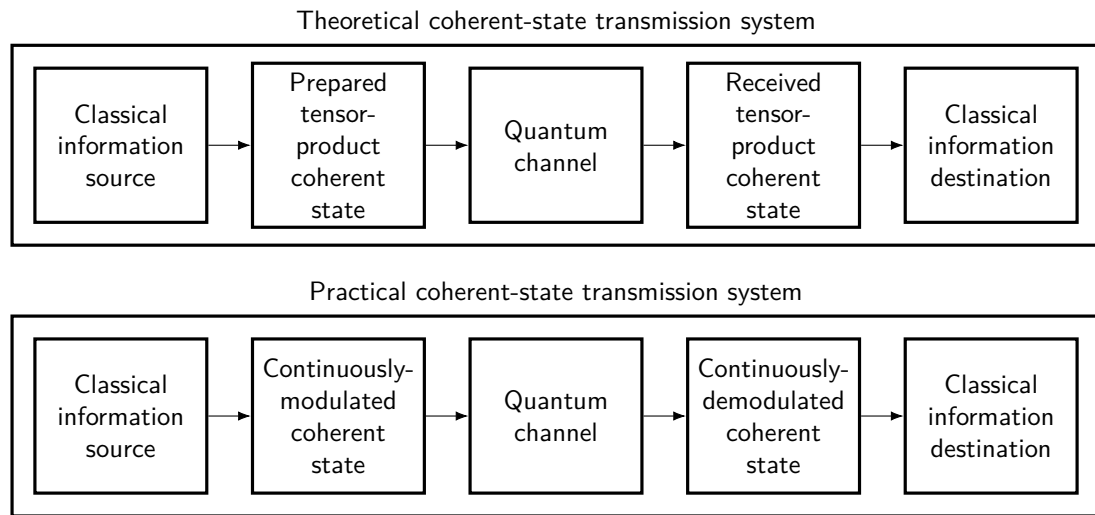 Theoretical coherent-state transmission system
Classical
information
source
Prepared
tensor-
product
coherent
state
Quantum
channel
Received
tensor-
product
coherent
state
Classical
information
destination
Practical coherent-state transmission system
Classical
information
source
Continuously-
modulated
coherent
state
Quantum
channel
Continuously-
demodulated
coherent
state
Classical
information
destination